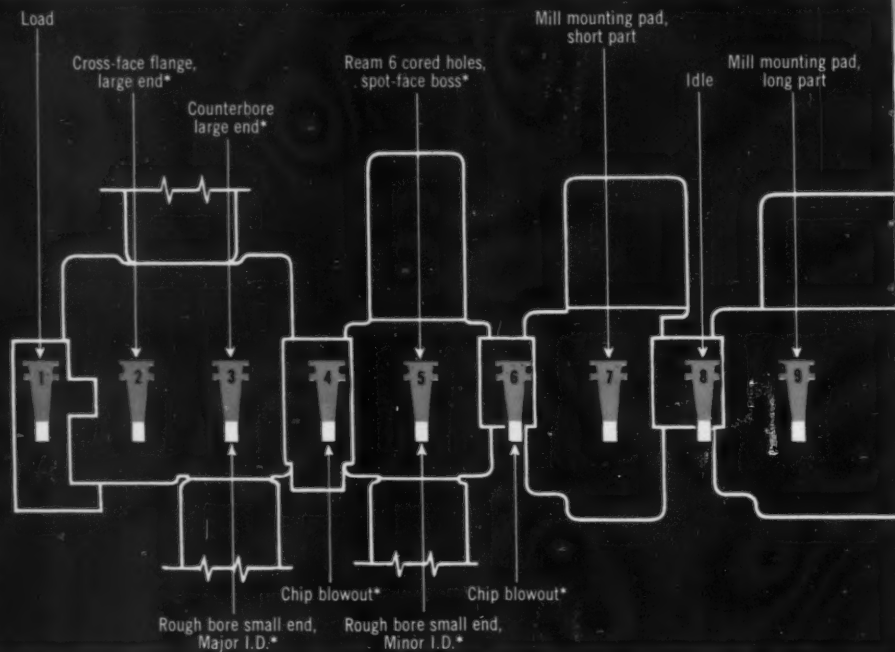 Load
Cross-face flange,
large end*
Counterbore
large end*
Ream 6 cored holes,
spot-face boss*
Mill mounting pad,
short part
Idle
Mill mounting pad,
long part
1
2
3
4
5
6
7
8
9
Rough bore small end,
Major I.D.*
Chip blowout*
Rough bore small end,
Minor I.D.*
Chip blowout*